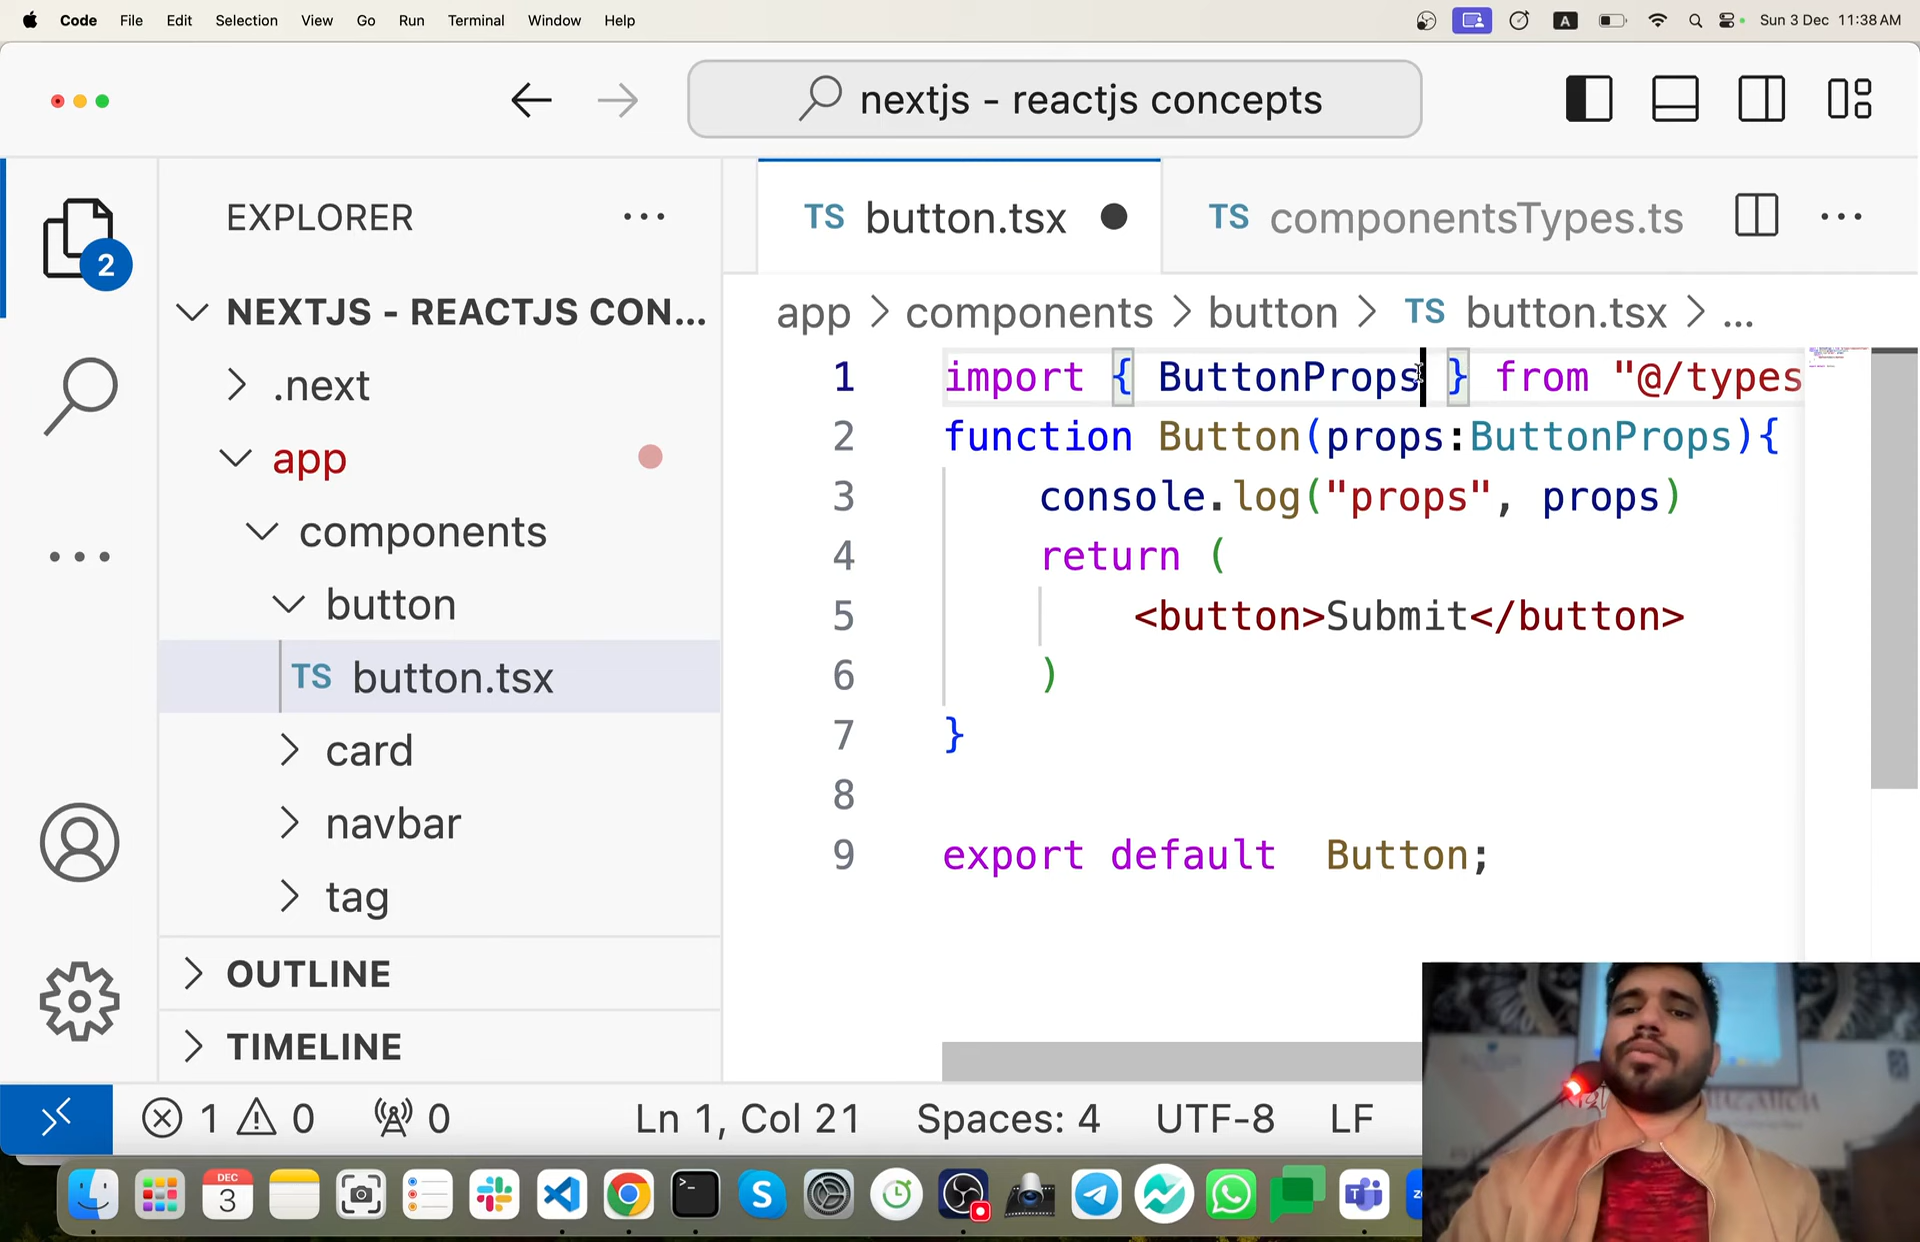 Code File Edit Selection View Go Run Terminal Window Help A Sun 3 Dec 11:38 AM
nextjs - reactjs concepts
2
EXPLORER
NEXTJS - REACTJS CON...
.next
app
components
button
TS button.tsx
card
navbar
tag
OUTLINE
TIMELINE
TS button.tsx
TS componentsTypes.ts
app > components > button > TS button.tsx > ...
1 import { ButtonProps } from "@/types
2 function Button(props:ButtonProps){
3 console.log("props", props)
4 return (
5 <button>Submit</button>
6 )
7 }
8
9 export default  Button;
1 0 0 Ln 1, Col 21 Spaces: 4 UTF-8 LF
DEC
3